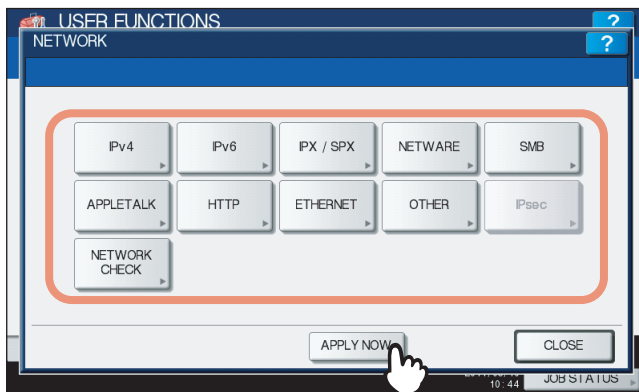 USER FUNCTIONS
?
NETWORK
?
IPv4
IPv6
IPX / SPX
NETWARE
SMB
APPLETALK
HTTP
ETHERNET
OTHER
IPsec
NETWORK
CHECK
APPLY NOW
CLOSE
10:44
JOB STATUS